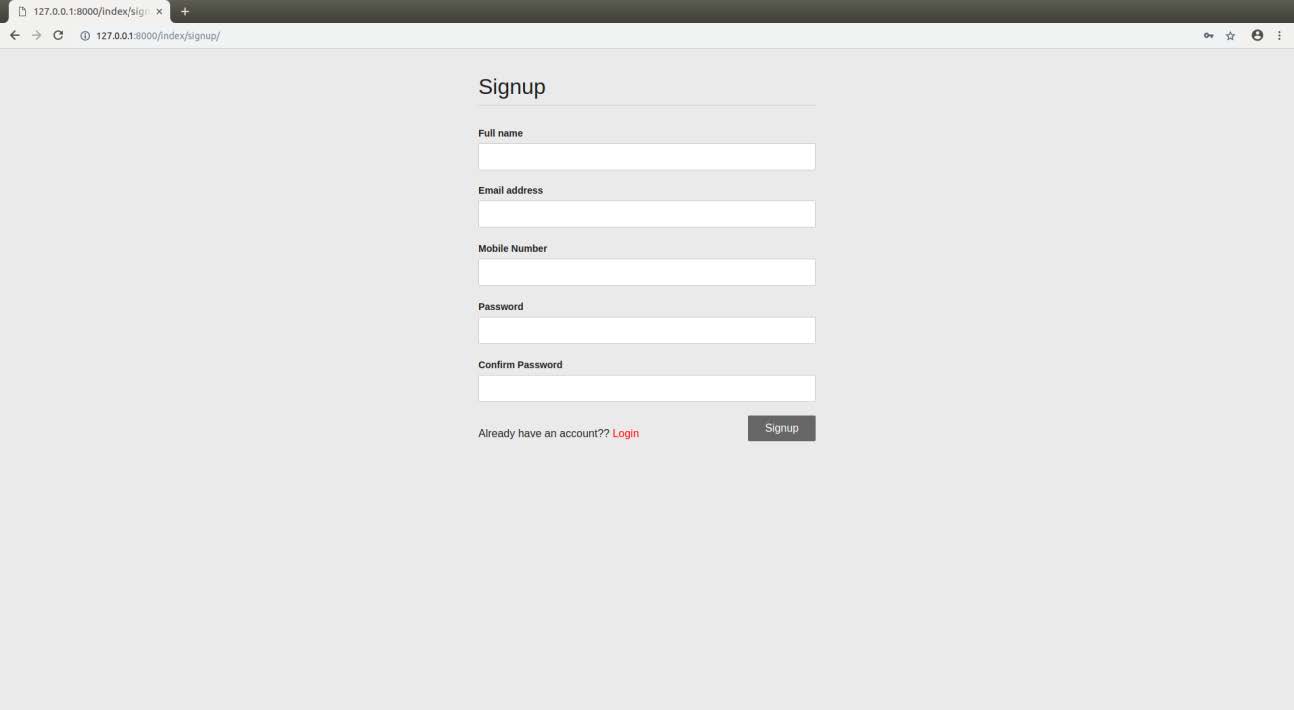 127.0.0.1:8000/index/sign
127.0.0.1:8000/index/signup/
Signup
Full name
Email address
Mobile Number
Password
Confirm Password
Already have an account?? Login
Signup